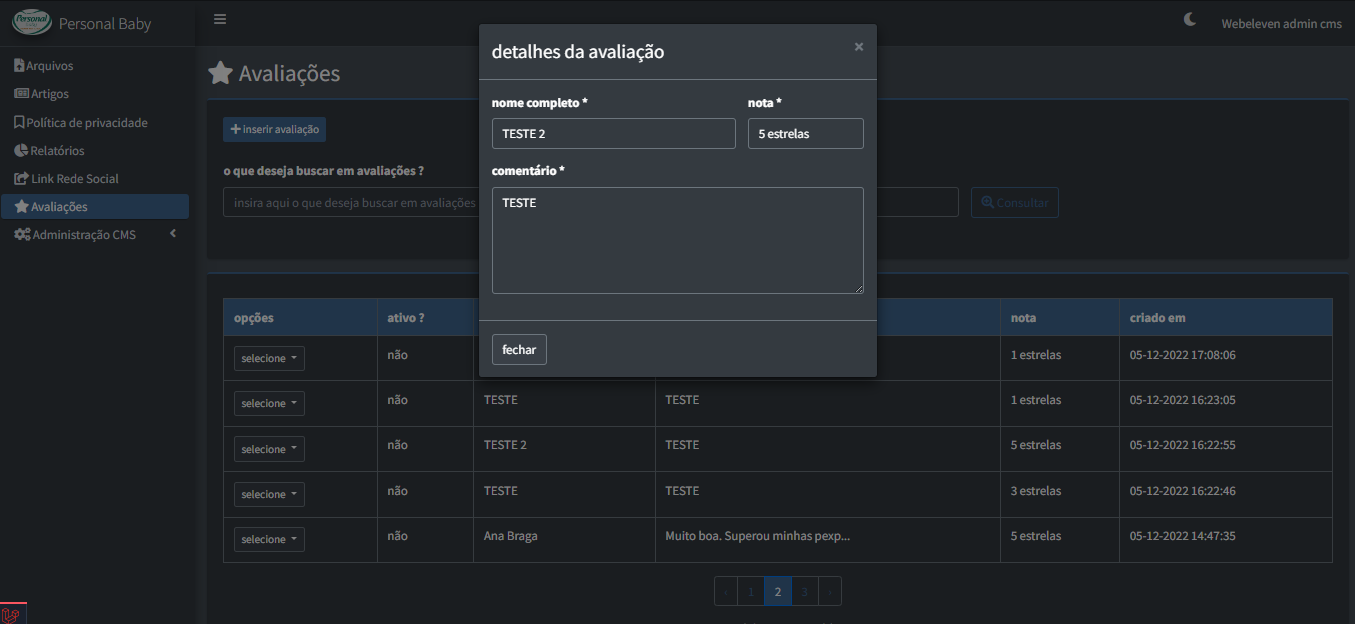 Personal
Personal Baby
Webeleven admin cms
Arquivos
Artigos
Política de privacidade
Relatórios
Link Rede Social
Avaliações
Administração CMS
Avaliações
inserir avaliação
o que deseja buscar em avaliações ?
insira aqui o que deseja buscar em avaliações
Consultar
detalhes da avaliação
×
nome completo *
nota *
TESTE 2
5 estrelas
comentário *
TESTE
fechar
opções ativo ? nota criado em
selecione não 1 estrelas 05-12-2022 17:08:06
selecione não TESTE TESTE 1 estrelas 05-12-2022 16:23:05
selecione não TESTE 2 TESTE 5 estrelas 05-12-2022 16:22:55
selecione não TESTE TESTE 3 estrelas 05-12-2022 16:22:46
selecione não Ana Braga Muito boa. Superou minhas pexp... 5 estrelas 05-12-2022 14:47:35
‹ 1 2 3 ›